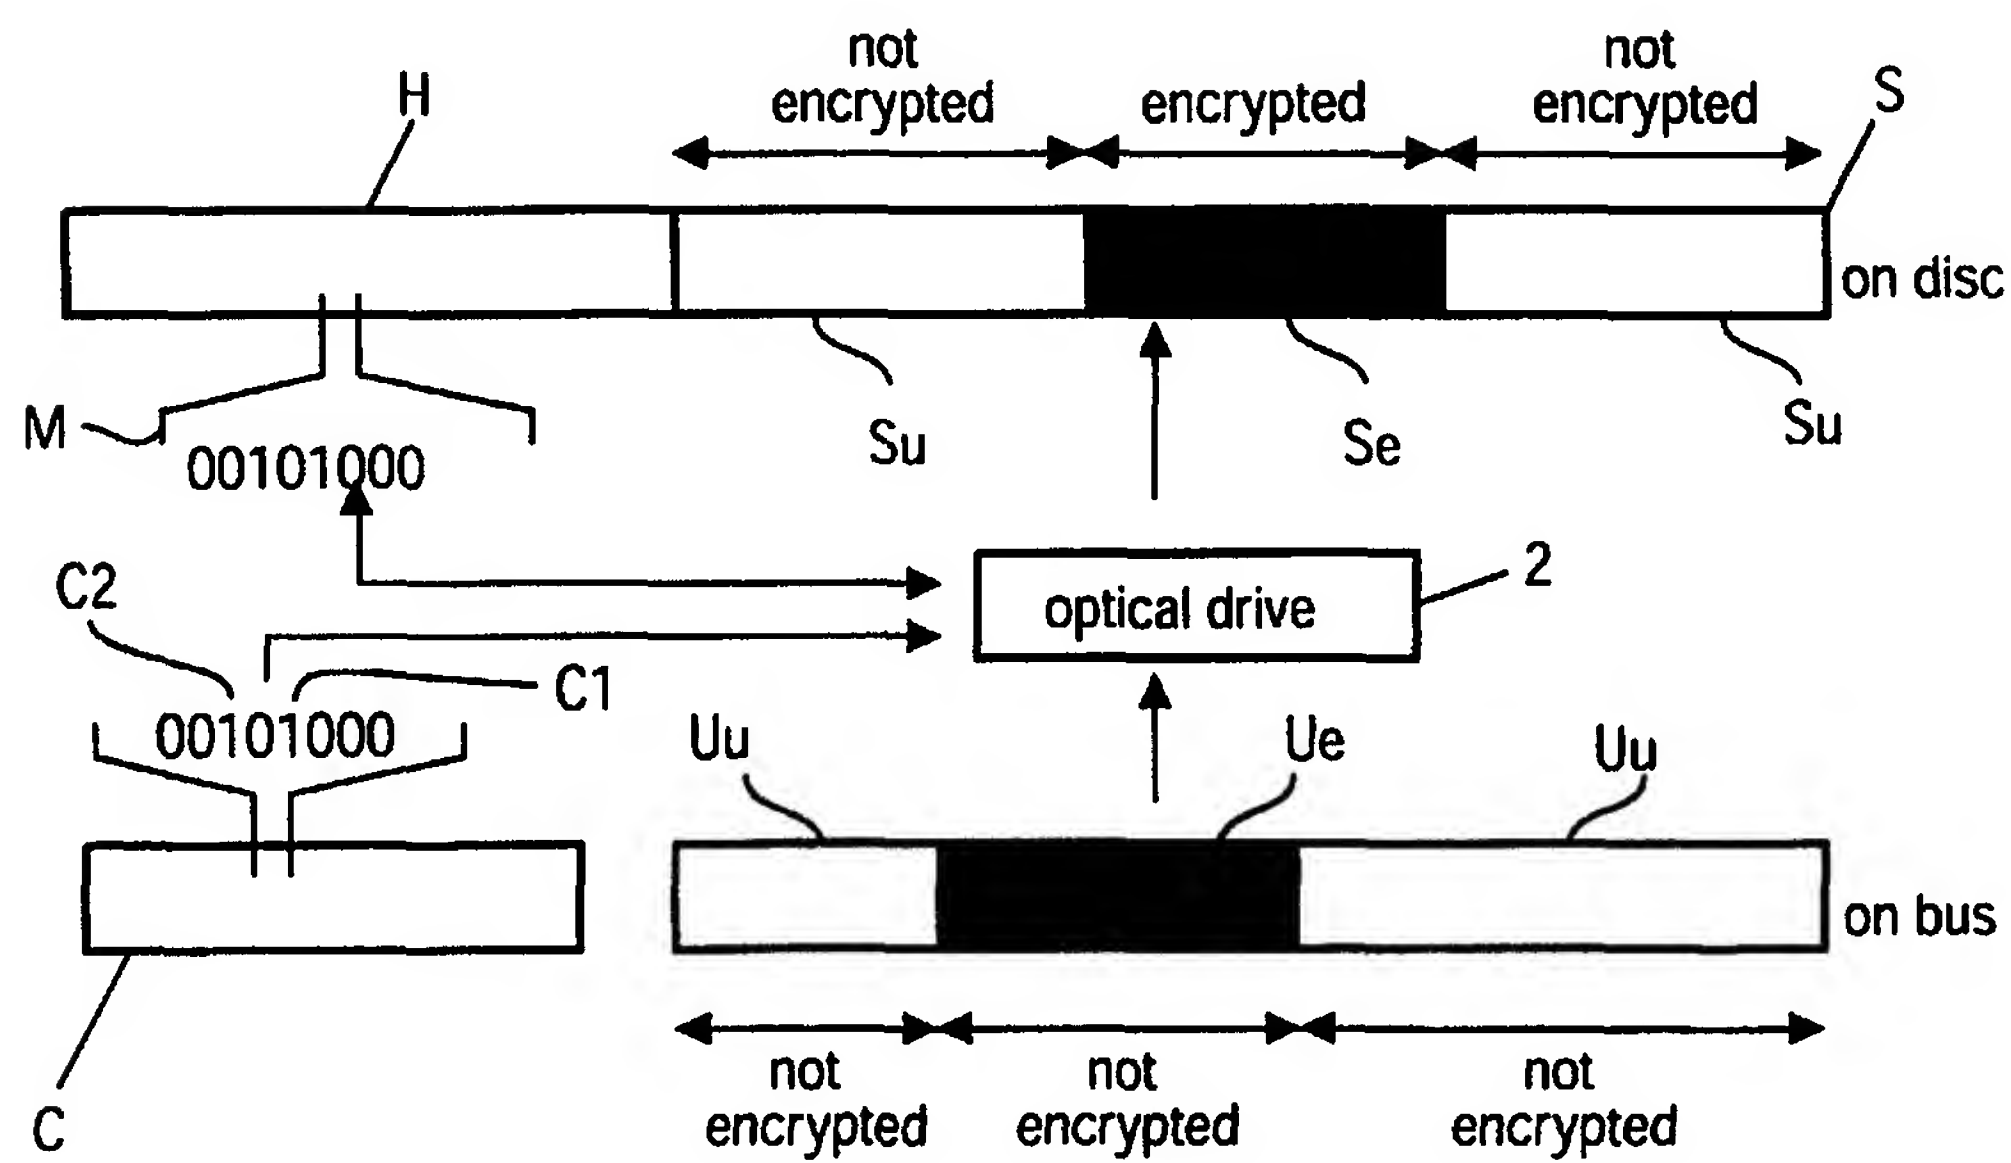 not
encrypted
encrypted
not
encrypted
H
S
on disc
M
00101000
Su
Se
Su
C2
optical drive
2
C1
00101000
Uu
Ue
Uu
on bus
not
encrypted
not
encrypted
not
encrypted
C